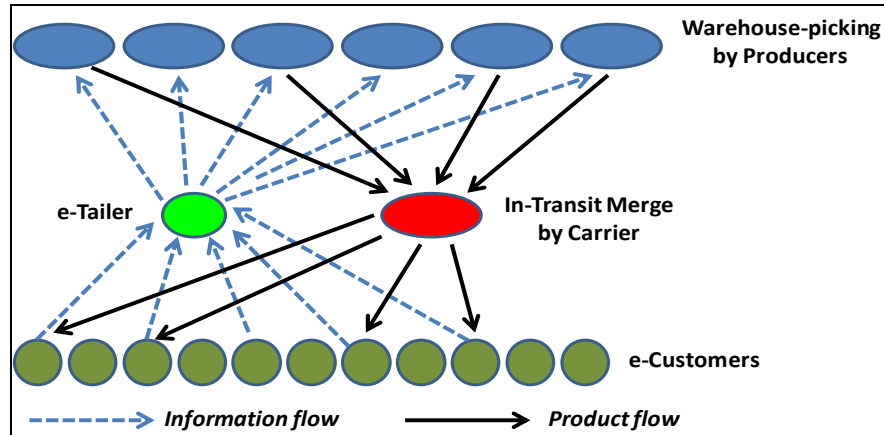 Warehouse-picking
by Producers
e-Tailer
In-Transit Merge
by Carrier
e-Customers
Information flow
Product flow